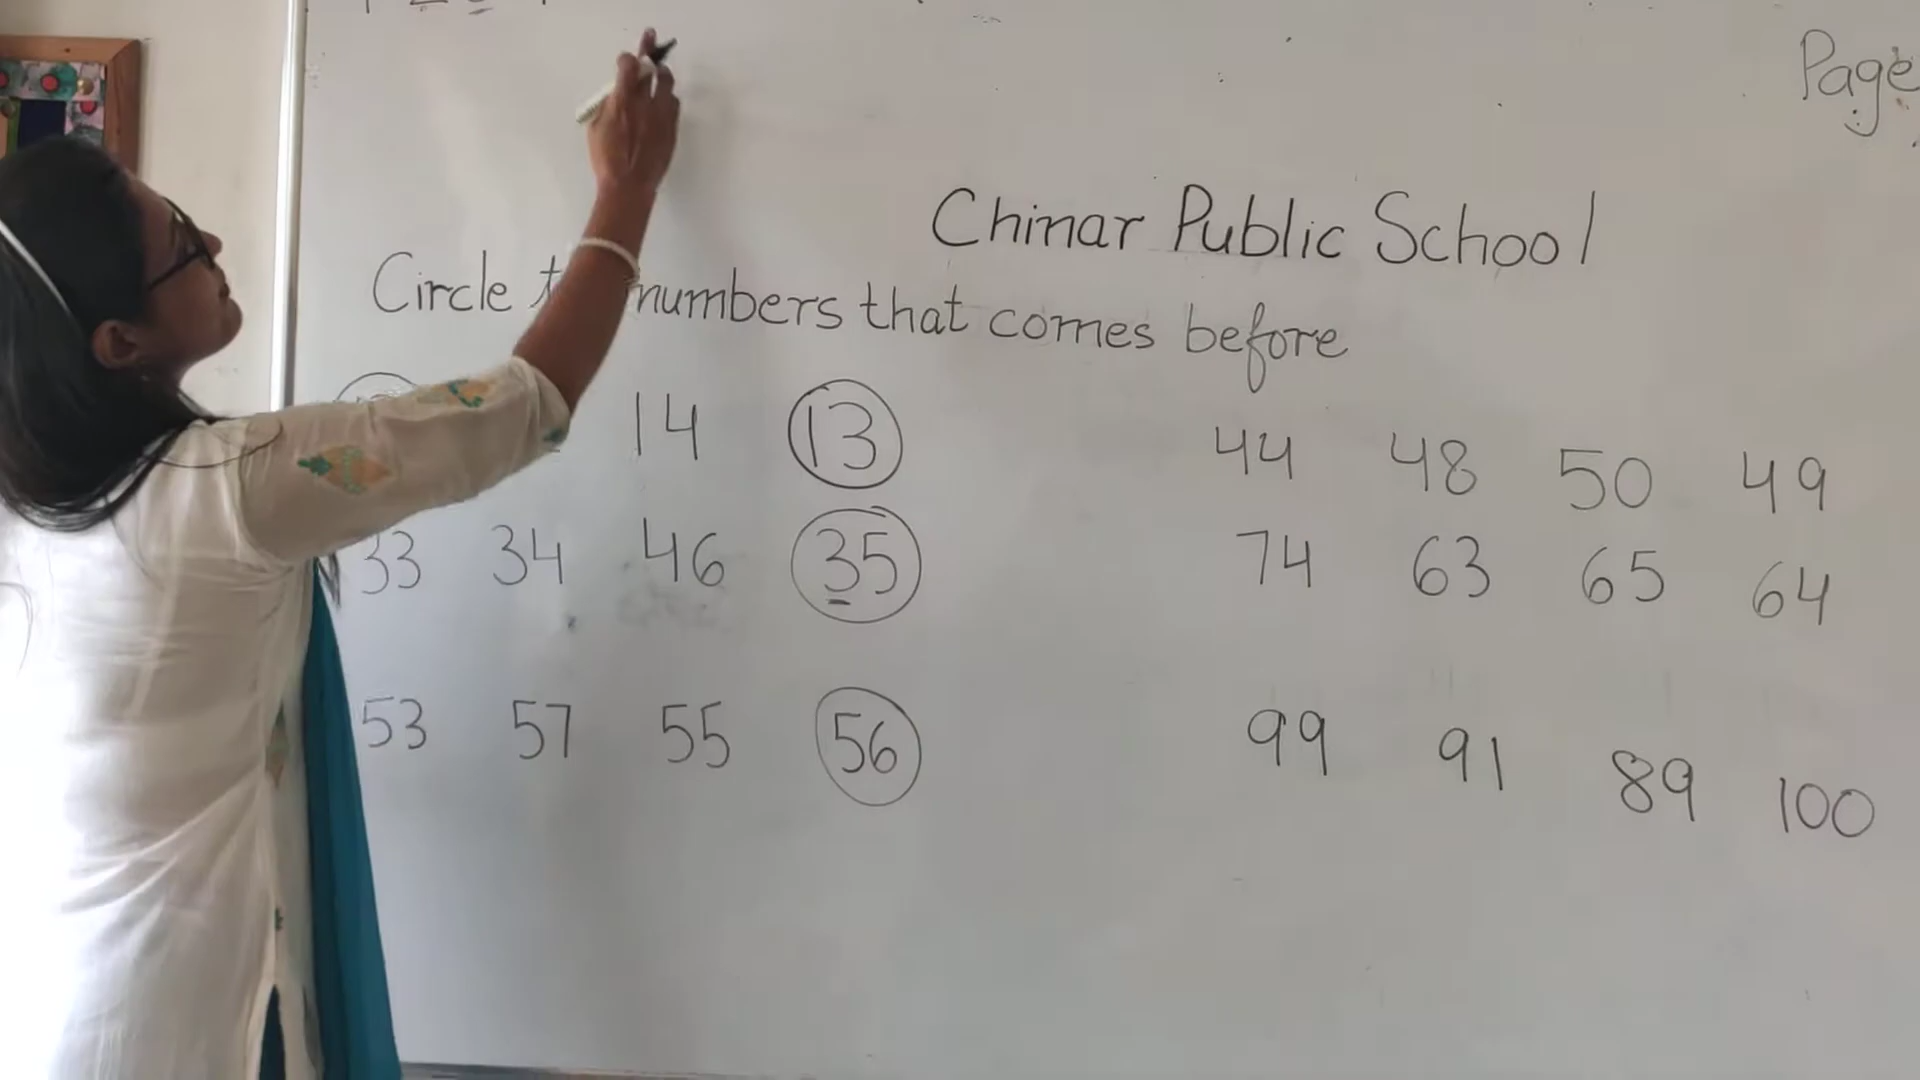 Page
Chinar Public School
Circle numbers that comes before
14 13
33 34 46 35
53 57 55 56
44 48 50 49
74 63 65 64
99 91 89 100